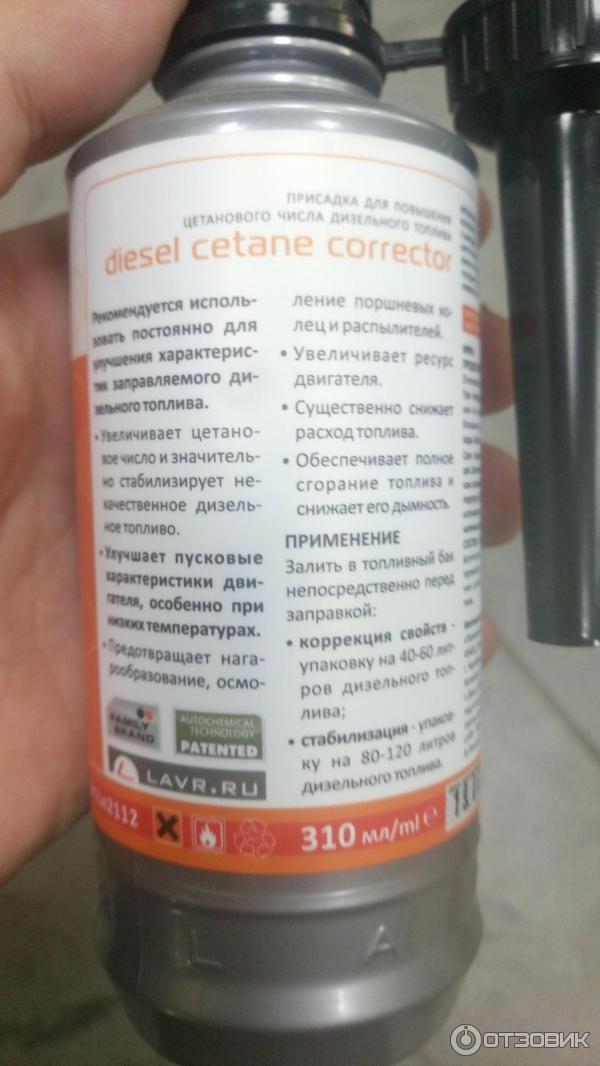 ПРИСАДКА ДЛЯ ПОВЫШЕНИЯ
ЦЕТАНОВОГО ЧИСЛА ДИЗЕЛЬНОГО ТОПЛИВА
diesel cetane corrector
Рекомендуется исполь-
зовать постоянно для
улучшения характерис-
тик заправляемого ди-
зельного топлива.
• Увеличивает цетано-
вое число и значитель-
но стабилизирует не-
качественное дизель-
ное топливо.
• Улучшает пусковые
характеристики дви-
гателя, особенно при
низких температурах.
• Предотвращает нага-
рообразование, осмо-
ление поршневых ко-
лец и распылителей.
• Увеличивает ресурс
двигателя.
• Существенно снижает
расход топлива.
• Обеспечивает полное
сгорание топлива и
снижает его дымность.
ПРИМЕНЕНИЕ
Залить в топливный бак
непосредственно перед
заправкой:
• коррекция свойств -
упаковку на 40-60 лит-
ров дизельного топ-
лива;
• стабилизация - упаков-
ку на 80-120 литров
дизельного топлива.
FAMILY
BRAND
AUTOCHEMICAL
TECHNOLOGY
PATENTED
LAVR.RU
310 мл/ml e
L A
ОТЗОВИК